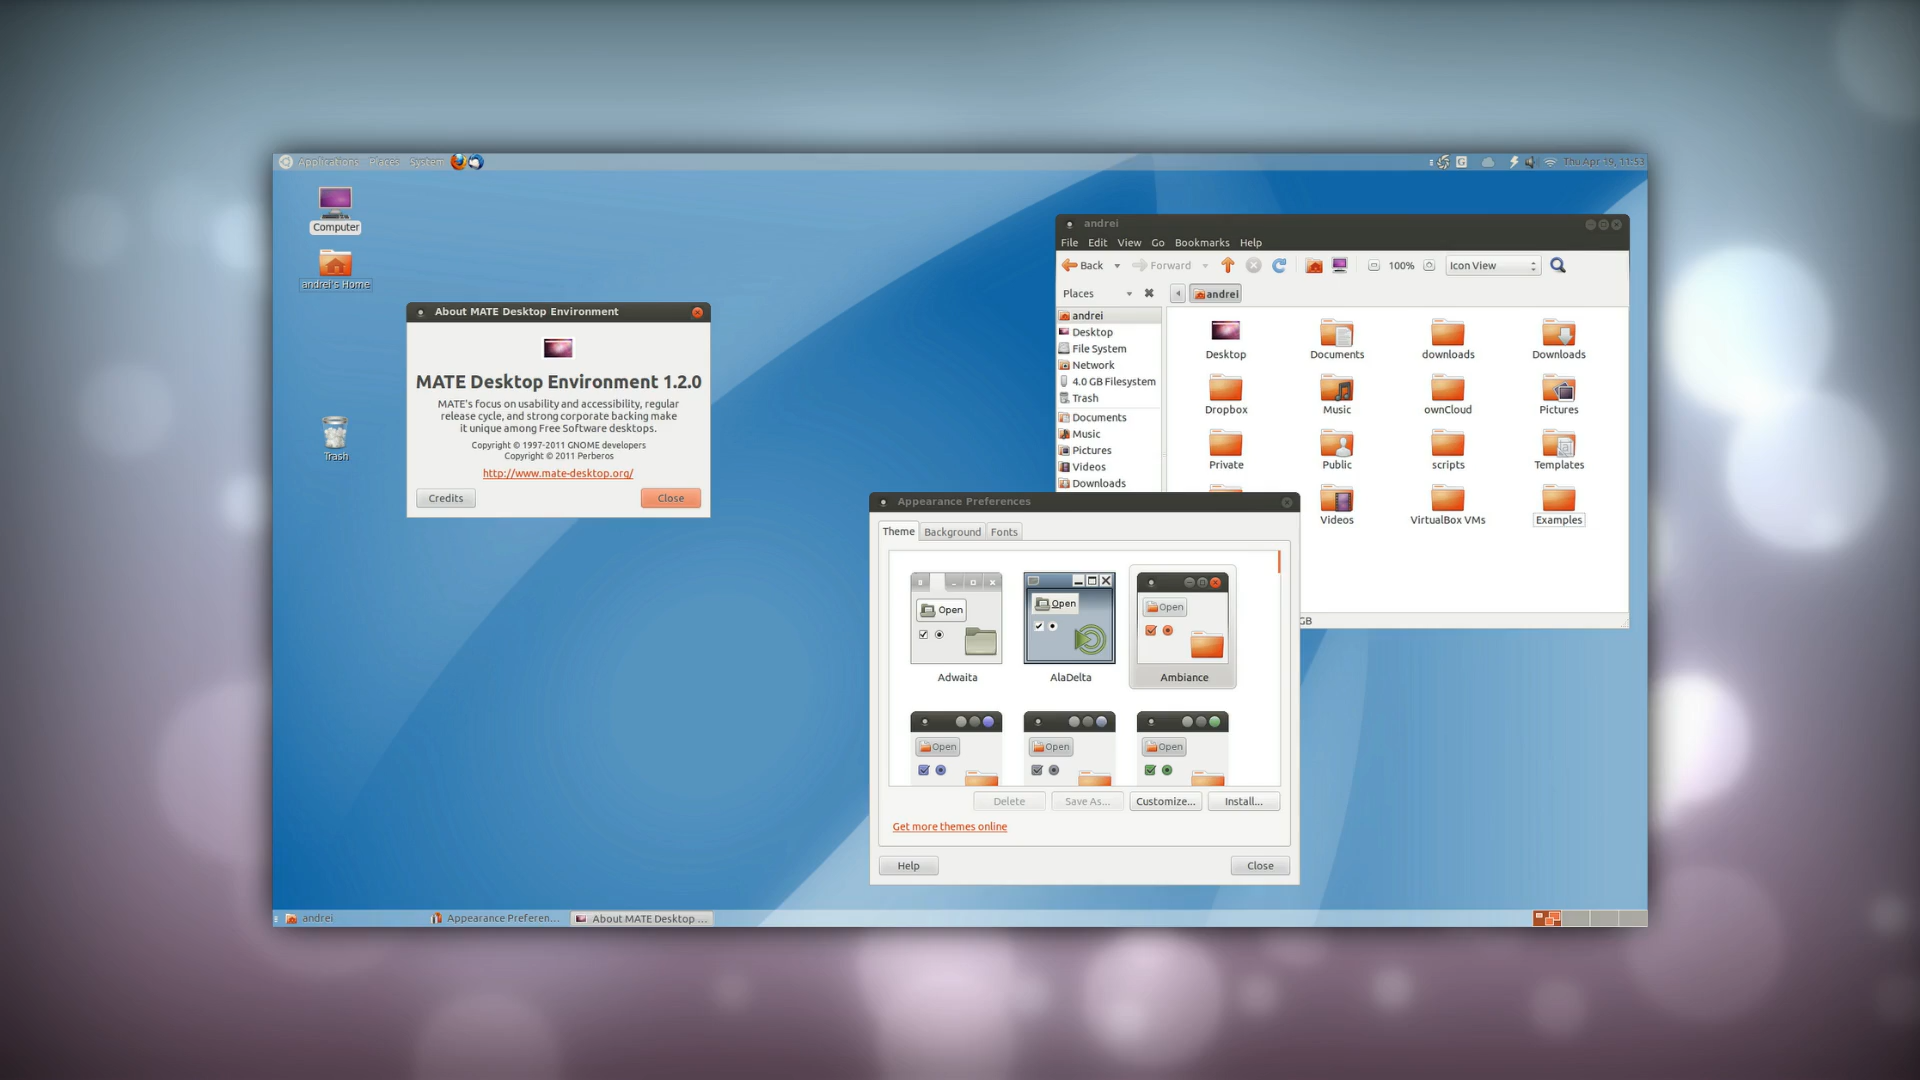 Applications Places System
Thu Apr 19, 11:53
Computer
andrei's Home
Trash
About MATE Desktop Environment
MATE Desktop Environment 1.2.0
MATE's focus on usability and accessibility, regular
release cycle, and strong corporate backing make
it unique among Free Software desktops.
Copyright © 1997-2011 GNOME developers
Copyright © 2011 Perberos
http://www.mate-desktop.org/
Credits
Close
andrei
File Edit View Go Bookmarks Help
Back Forward 100% Icon View
Places andrei
andrei
Desktop
File System
Network
4.0 GB Filesystem
Trash
Documents
Music
Pictures
Videos
Downloads
Desktop Documents downloads Downloads
Dropbox Music ownCloud Pictures
Private Public scripts Templates
Videos VirtualBox VMs Examples
GB
Appearance Preferences
Theme Background Fonts
Open Open Open
Adwaita AlaDelta Ambiance
Open Open Open
Delete Save As... Customize... Install...
Get more themes online
Help Close
andrei Appearance Preferen... About MATE Desktop ...